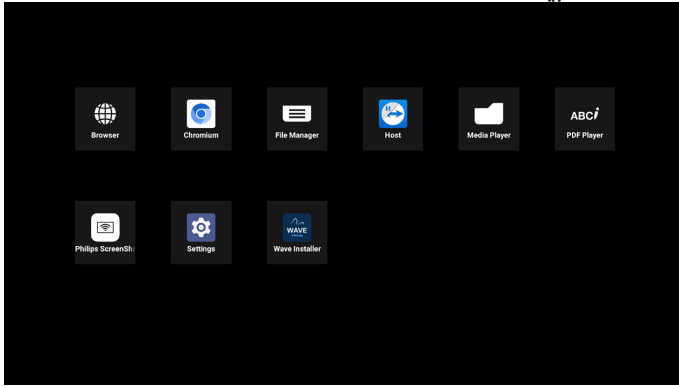 Browser
Chromium
File Manager
H
Host
Media Player
ABCi
PDF Player
Philips ScreenSh
Settings
WAVE
Wave Installer